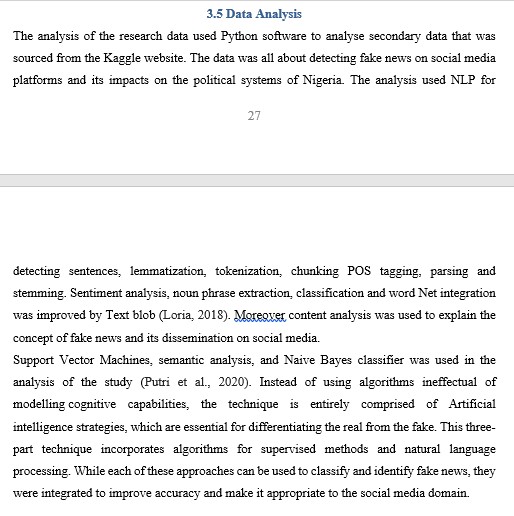 3.5 Data Analysis
The analysis of the research data used Python software to analyse secondary data that was
sourced from the Kaggle website. The data was all about detecting fake news on social media
platforms and its impacts on the political systems of Nigeria. The analysis used NLP for
27
detecting sentences, lemmatization, tokenization, chunking POS tagging, parsing and
stemming. Sentiment analysis, noun phrase extraction, classification and word Net integration
was improved by Text blob (Loria, 2018). Moreover content analysis was used to explain the
concept of fake news and its dissemination on social media.
Support Vector Machines, semantic analysis, and Naive Bayes classifier was used in the
analysis of the study (Putri et al., 2020). Instead of using algorithms ineffectual of
modelling cognitive capabilities, the technique is entirely comprised of Artificial
intelligence strategies, which are essential for differentiating the real from the fake. This three-
part technique incorporates algorithms for supervised methods and natural language
processing. While each of these approaches can be used to classify and identify fake news, they
were integrated to improve accuracy and make it appropriate to the social media domain.